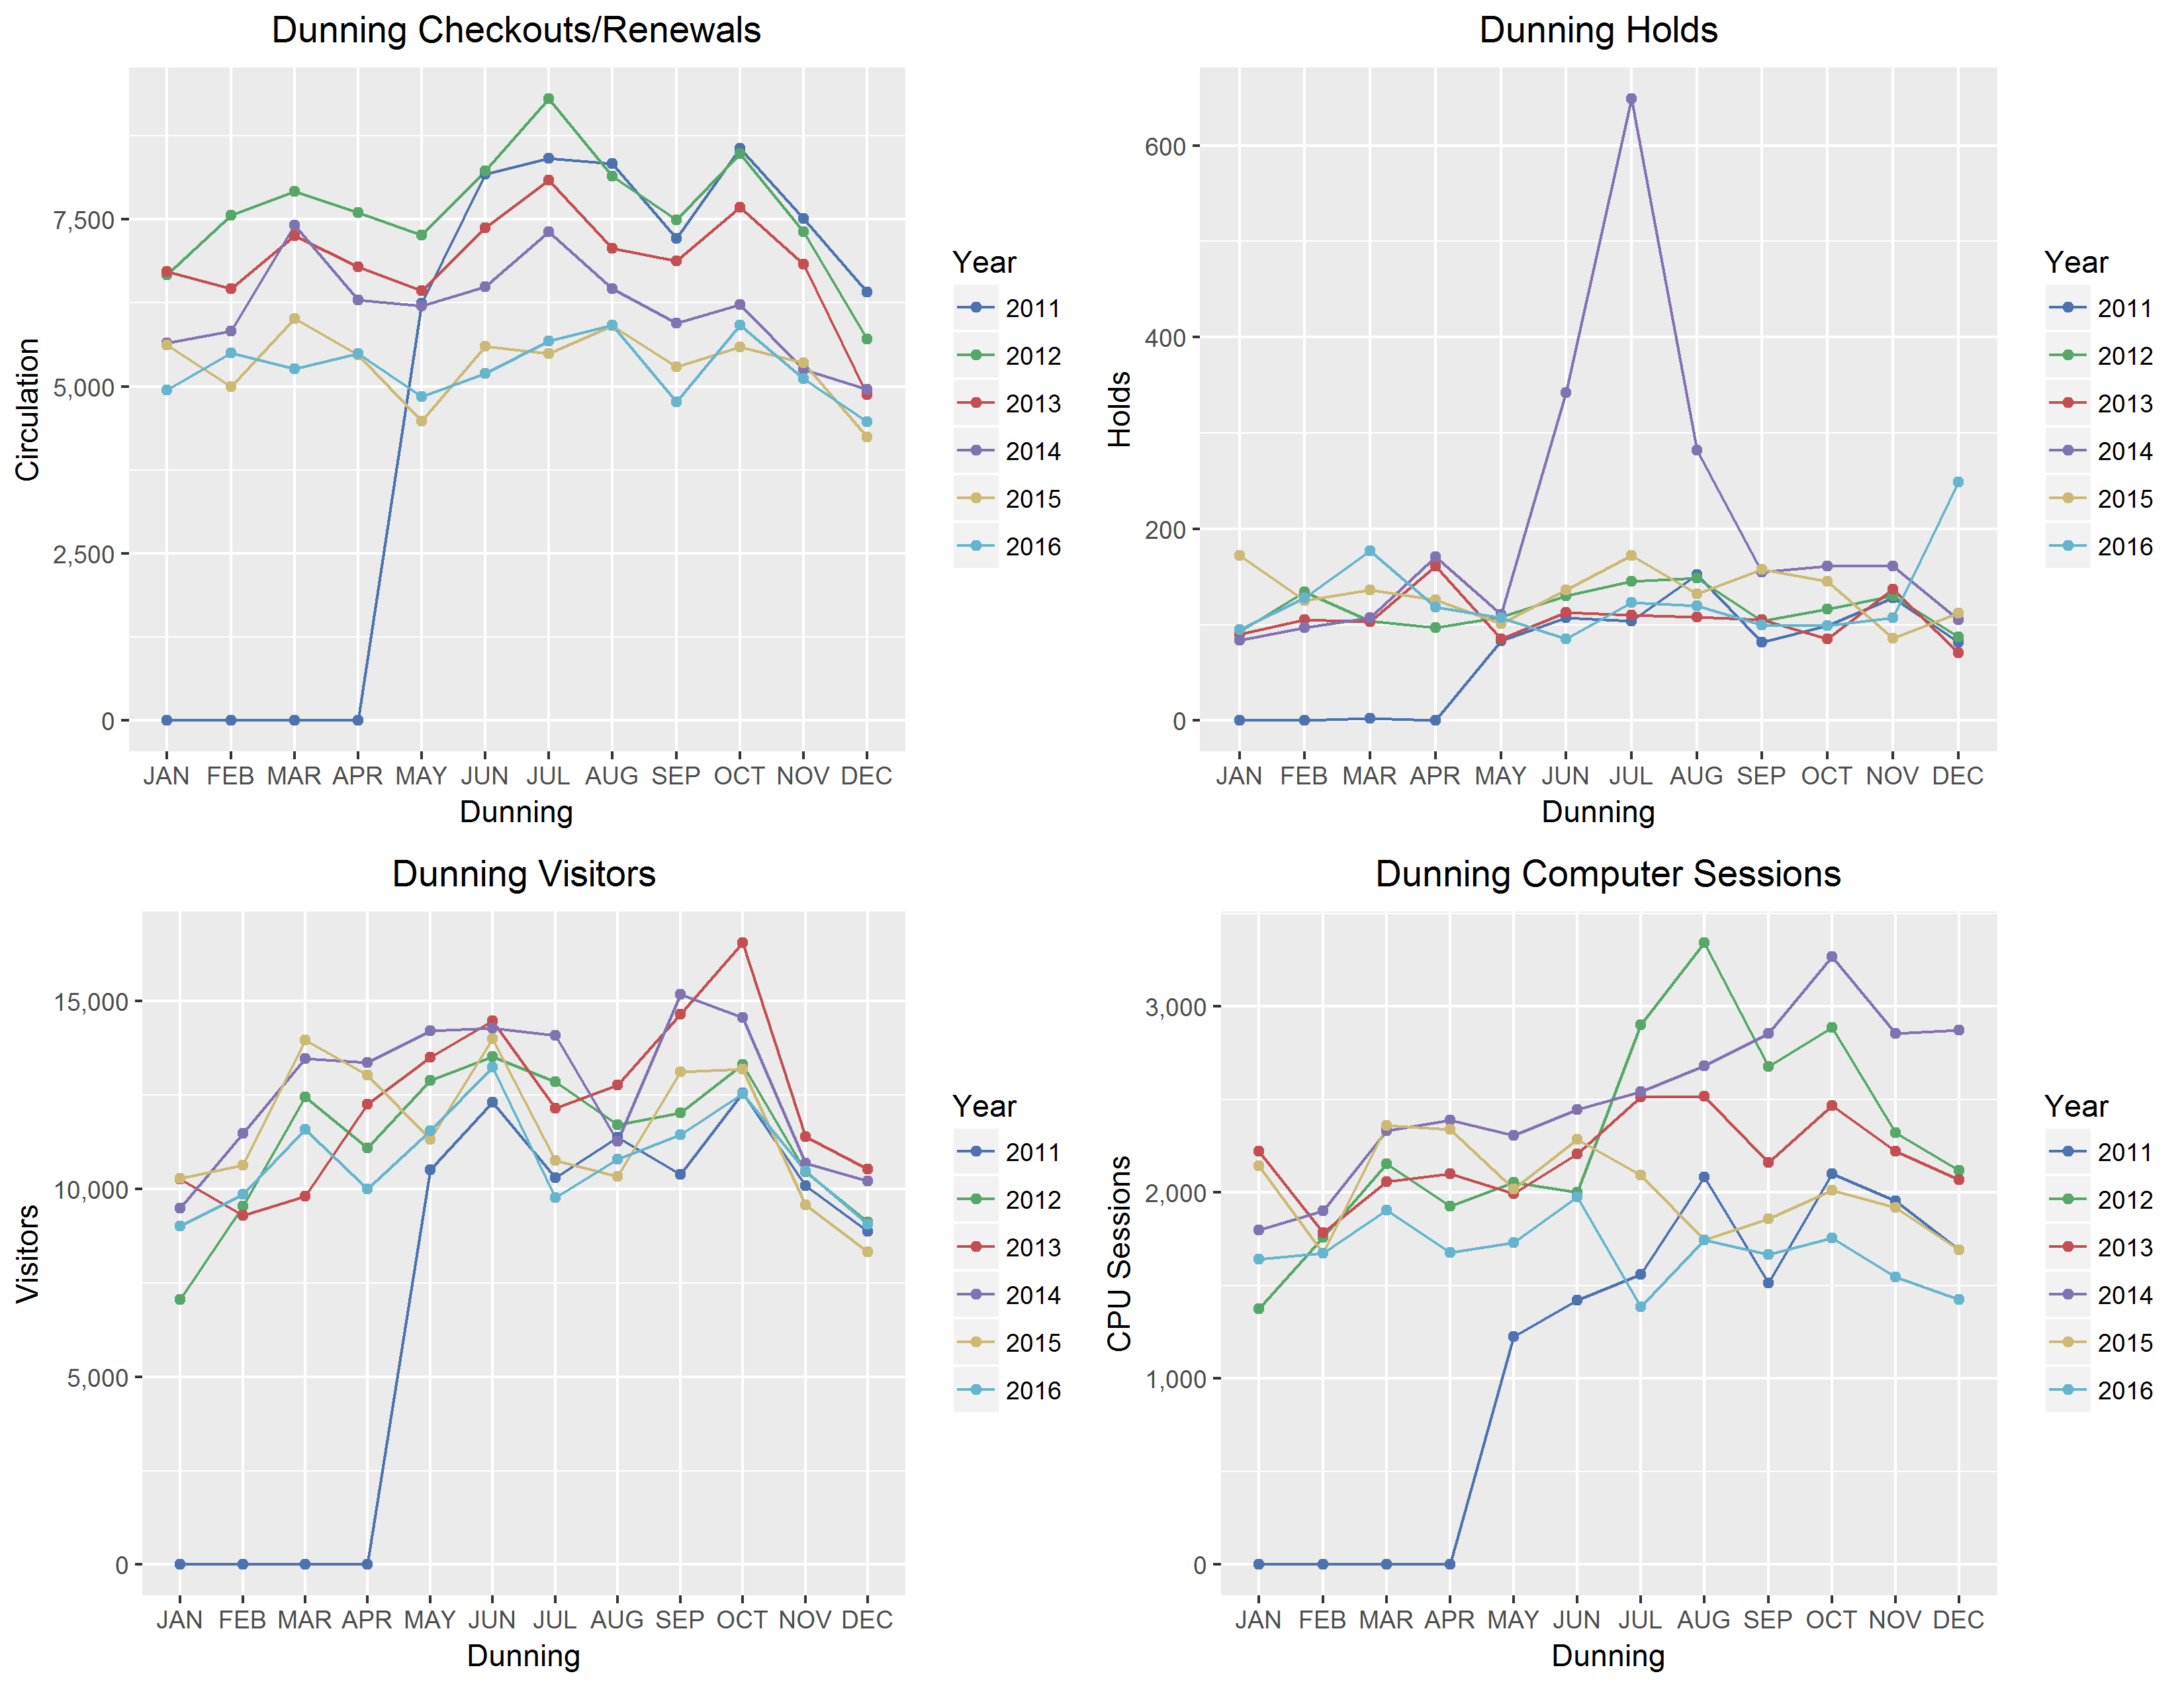 Dunning Checkouts/Renewals
Circulation
7,500
5,000
2,500
0
JAN FEB MAR APR MAY JUN JUL AUG SEP OCT NOV DEC
Dunning
Year
2011
2012
2013
2014
2015
2016
Dunning Holds
Holds
600
400
200
0
JAN FEB MAR APR MAY JUN JUL AUG SEP OCT NOV DEC
Dunning
Year
2011
2012
2013
2014
2015
2016
Dunning Visitors
Visitors
15,000
10,000
5,000
0
JAN FEB MAR APR MAY JUN JUL AUG SEP OCT NOV DEC
Dunning
Year
2011
2012
2013
2014
2015
2016
Dunning Computer Sessions
CPU Sessions
3,000
2,000
1,000
0
JAN FEB MAR APR MAY JUN JUL AUG SEP OCT NOV DEC
Dunning
Year
2011
2012
2013
2014
2015
2016